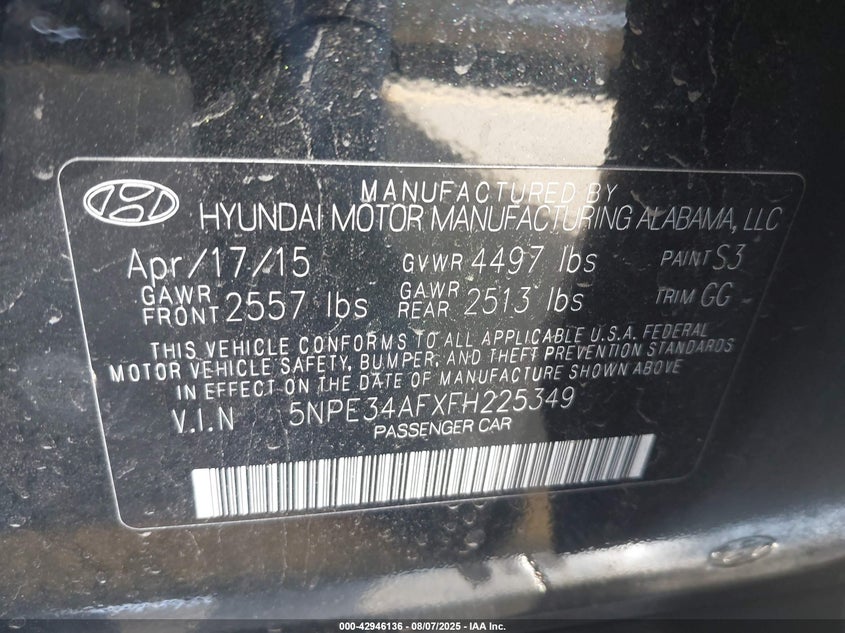 MANUFACTURED BY
HYUNDAI MOTOR MANUFACTURING ALABAMA, LLC
Apr/17/15 GVWR 4497 lbs PAINT S3
GAWR FRONT 2557 lbs GAWR REAR 2513 lbs TRIM GG
THIS VEHICLE CONFORMS TO ALL APPLICABLE U.S.A. FEDERAL
MOTOR VEHICLE SAFETY, BUMPER, AND THEFT PREVENTION STANDARDS
IN EFFECT ON THE DATE OF MANUFACTURE SHOWN ABOVE
V.I.N 5NPE34AFXFH225349
PASSENGER CAR
000-42946136 - 08/07/2025 - IAA Inc.